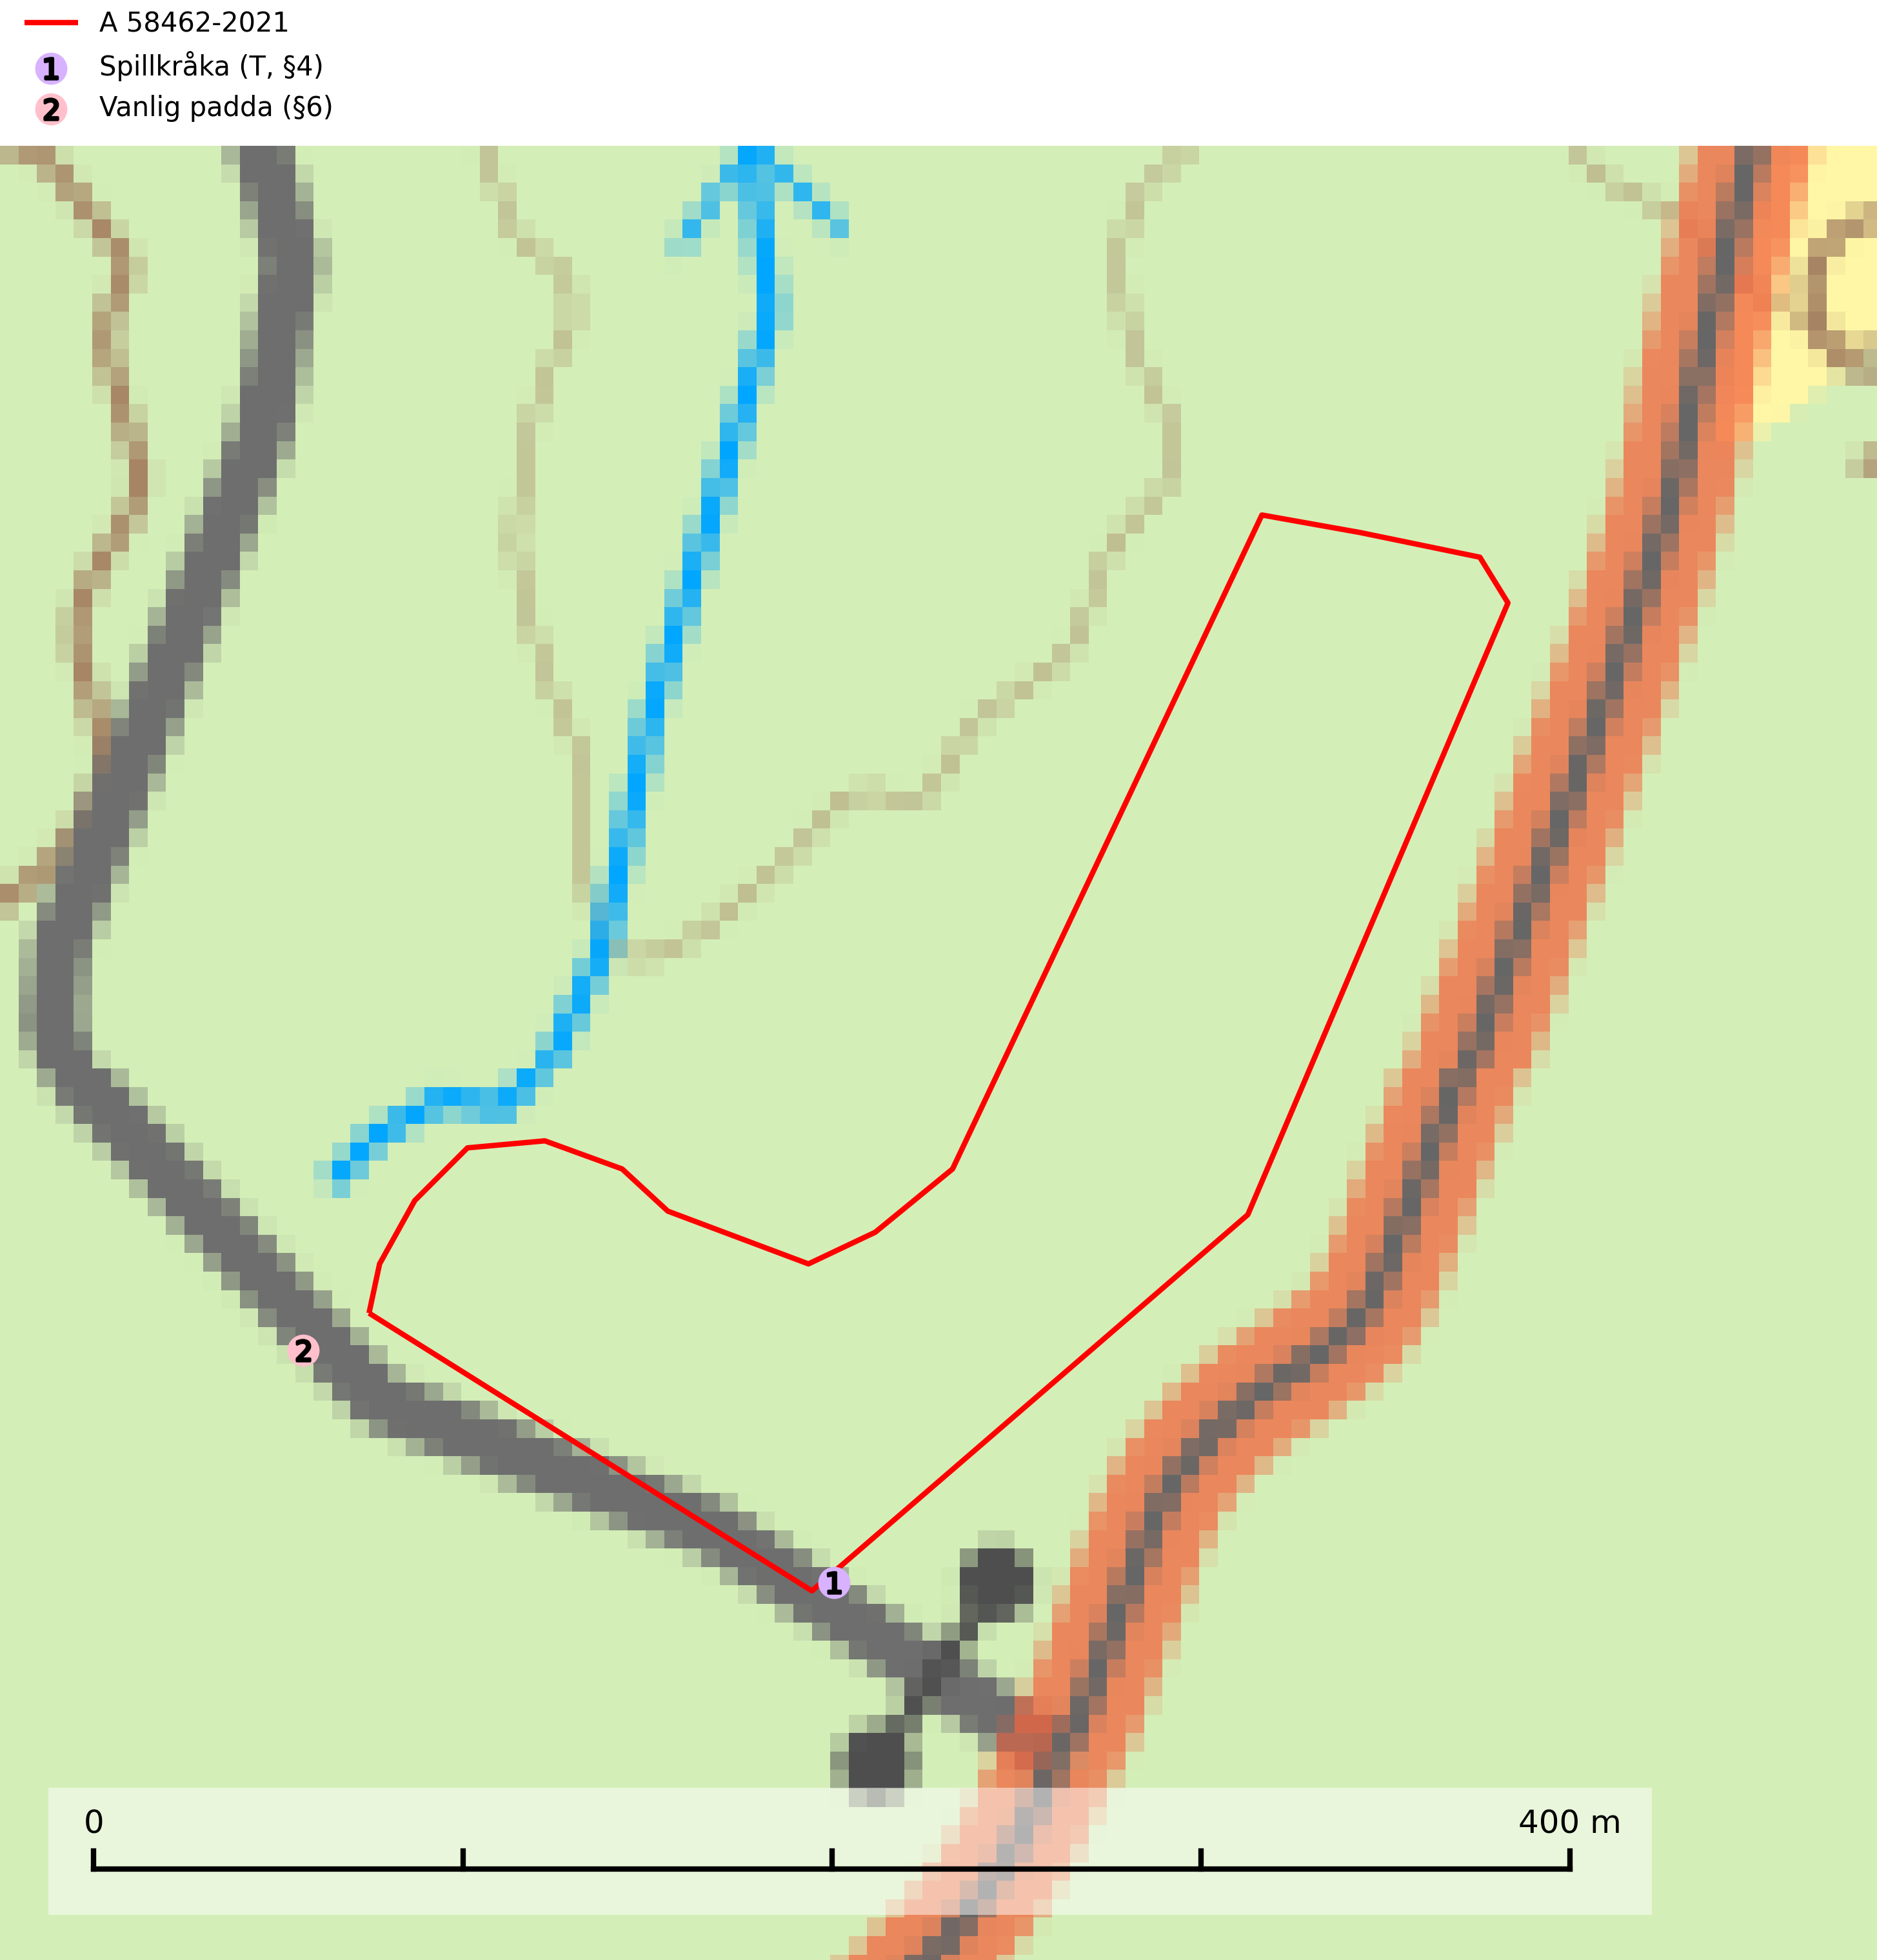 A 58462-2021
1 Spillkråka (T, §4)
2 Vanlig padda (§6)
2
1
0 400 m